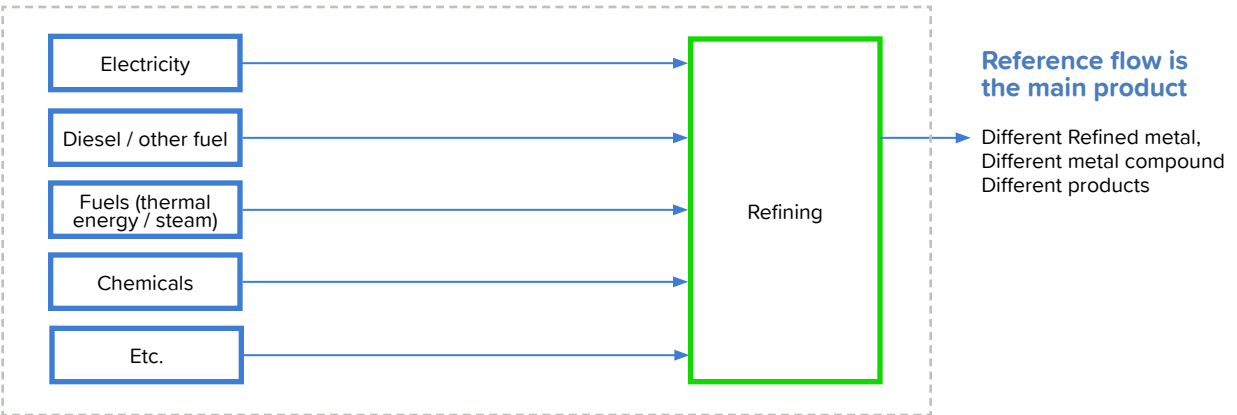 Electricity
Diesel / other fuel
Fuels (thermal
energy / steam)
Chemicals
Etc.
Refining
Reference flow is
the main product
Different Refined metal,
Different metal compound
Different products